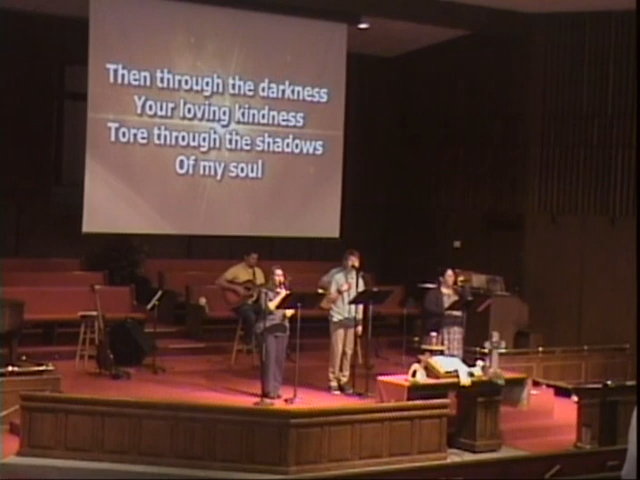 Then through the darkness
Your loving kindness
Tore through the shadows
Of my soul